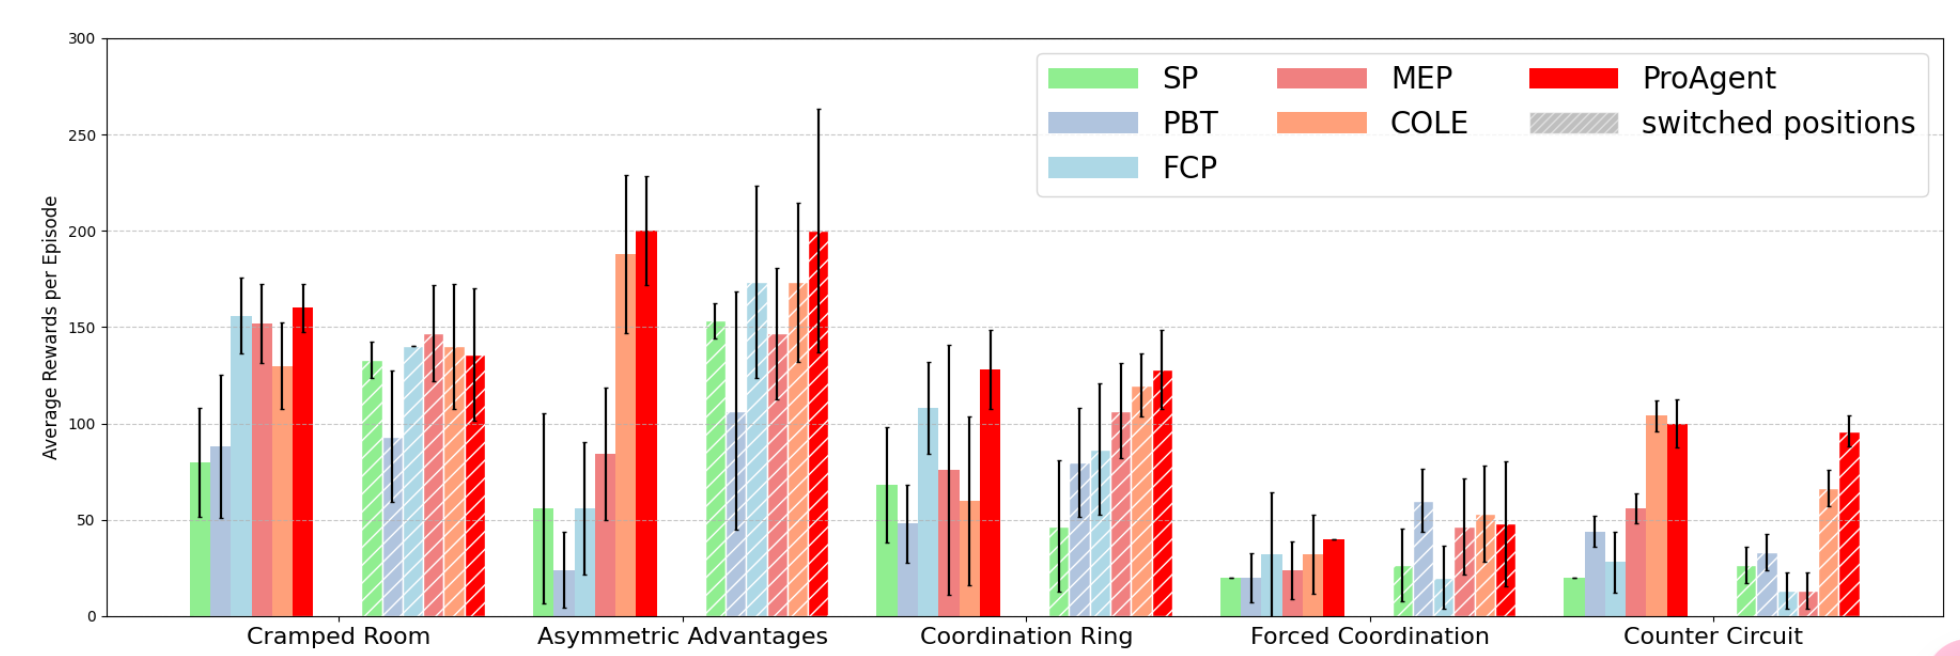 300
250
200
150
100
50
0
Average Rewards per Episode
SP
PBT
FCP
MEP
COLE
ProAgent
switched positions
Cramped Room
Asymmetric Advantages
Coordination Ring
Forced Coordination
Counter Circuit